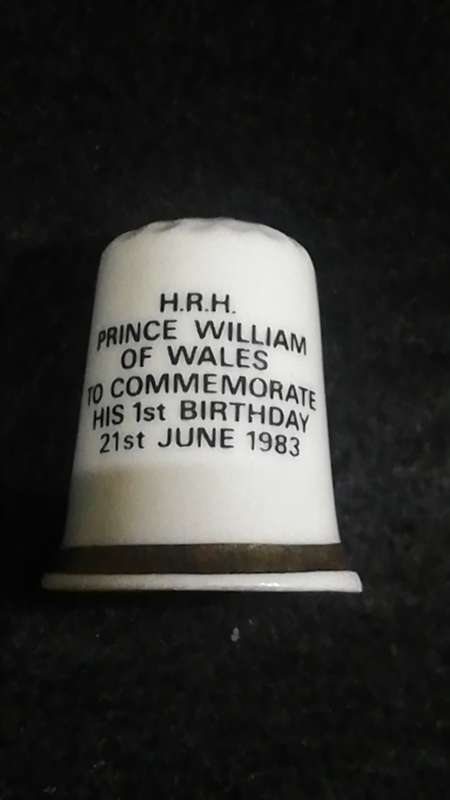 H.R.H.
PRINCE WILLIAM
OF WALES
TO COMMEMORATE
HIS 1st BIRTHDAY
21st JUNE 1983